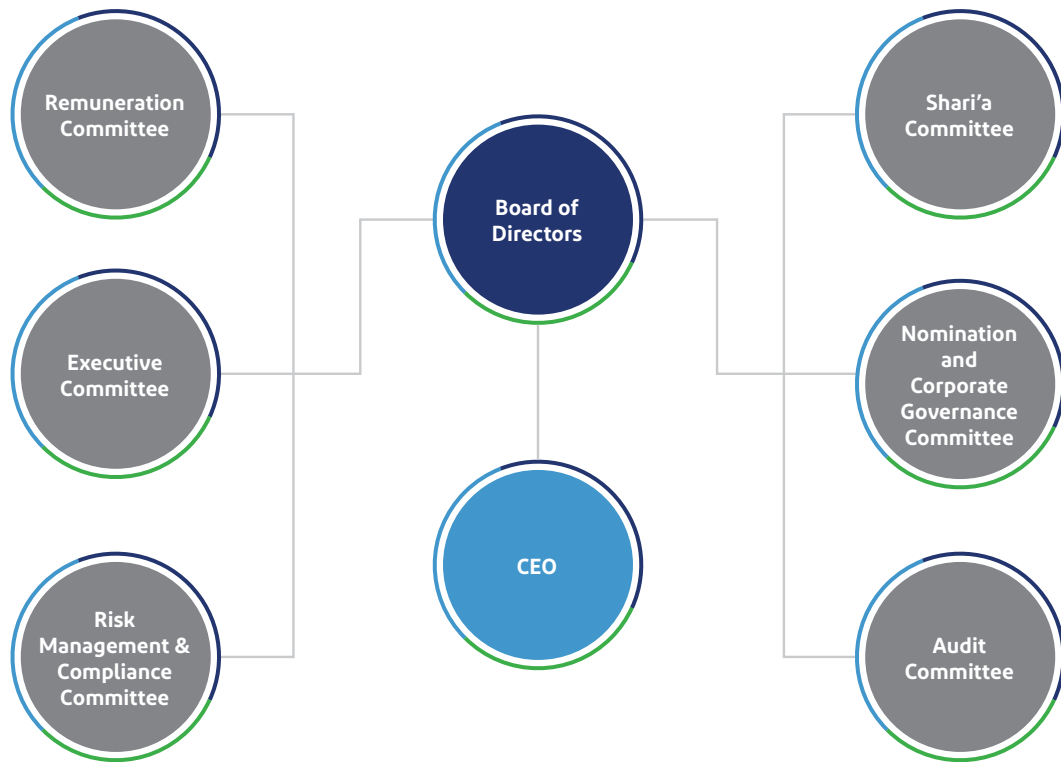 Remuneration
Committee
Shari’a
Committee
Board of
Directors
Executive
Committee
Nomination
and
Corporate
Governance
Committee
CEO
Risk
Management &
Compliance
Committee
Audit
Committee